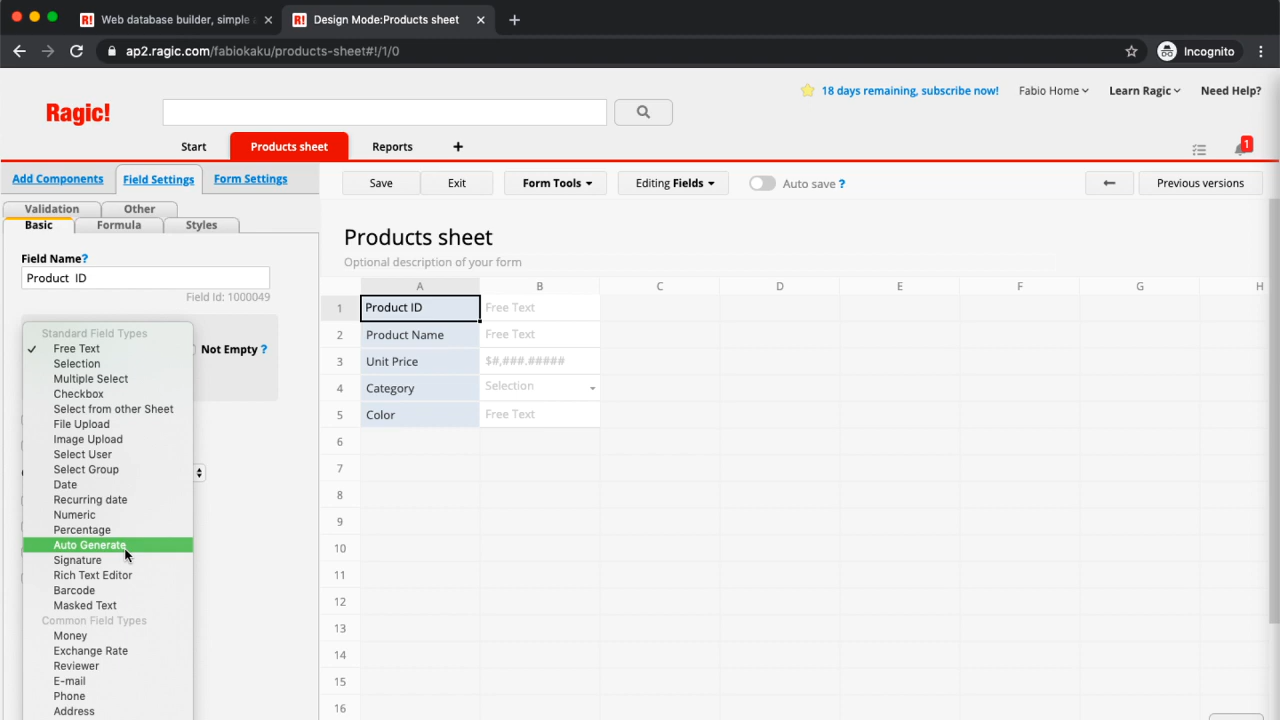 Web database builder, simple a
Design Mode:Products sheet
ap2.ragic.com/fabiokaku/products-sheet#!/1/0
Incognito
Ragic!
18 days remaining, subscribe now!
Fabio Home
Learn Ragic
Need Help?
Start
Products sheet
Reports
+
1
Add Components
Field Settings
Form Settings
Save
Exit
Form Tools
Editing Fields
Auto save ?
Previous versions
Validation
Other
Basic
Formula
Styles
Field Name?
Product ID
Field Id: 1000049
Not Empty ?
Standard Field Types
Free Text
Selection
Multiple Select
Checkbox
Select from other Sheet
File Upload
Image Upload
Select User
Select Group
Date
Recurring date
Numeric
Percentage
Auto Generate
Signature
Rich Text Editor
Barcode
Masked Text
Common Field Types
Money
Exchange Rate
Reviewer
E-mail
Phone
Address
Products sheet
Optional description of your form
A B C D E F G H
1 Product ID Free Text
2 Product Name Free Text
3 Unit Price $#,###.#####
4 Category Selection
5 Color Free Text
6
7
8
9
10
11
12
13
14
15
16